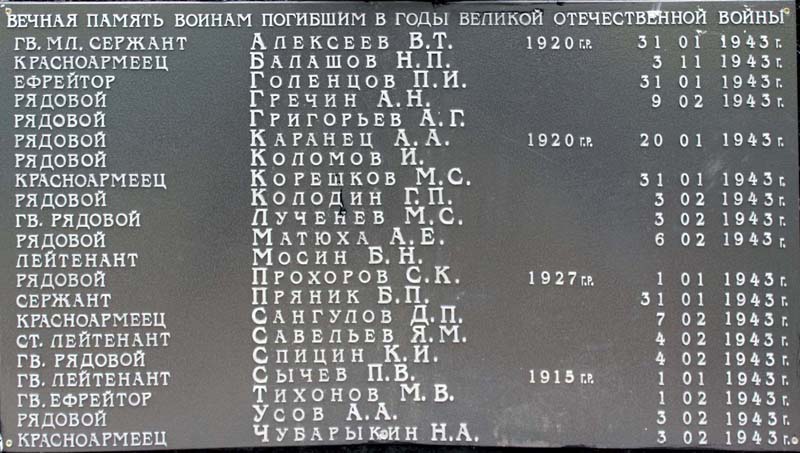 ВЕЧНАЯ ПАМЯТЬ ВОИНАМ ПОГИБШИМ В ГОДЫ ВЕЛИКОЙ ОТЕЧЕСТВЕННОЙ ВОЙНЫ
ГВ. МЛ. СЕРЖАНТ АЛЕКСЕЕВ В.Т. 1920 Г.Р. 31 01 1943 г.
КРАСНОАРМЕЕЦ БАЛАШОВ Н.П. 3 11 1943 г.
ЕФРЕЙТОР ГОЛЕНЦОВ П.И. 31 01 1943 г.
РЯДОВОЙ ГРЕЧИН А.Н. 9 02 1943 г.
РЯДОВОЙ ГРИГОРЬЕВ А.Г.
РЯДОВОЙ КАРАНЕЦ А.А. 1920 Г.Р. 20 01 1943 г.
РЯДОВОЙ КОЛОМОВ И.
КРАСНОАРМЕЕЦ КОРЕШКОВ М.С. 31 01 1943 г.
РЯДОВОЙ КОЛОДИН Г.П. 3 02 1943 г.
ГВ. РЯДОВОЙ ЛУЧЕНЕВ М.С. 3 02 1943 г.
РЯДОВОЙ МАТЮХА А.Е. 6 02 1943 г.
ЛЕЙТЕНАНТ МОСИН Б.Н.
РЯДОВОЙ ПРОХОРОВ С.К. 1927 Г.Р. 1 01 1943 г.
СЕРЖАНТ ПРЯНИК Б.П. 31 01 1943 г.
КРАСНОАРМЕЕЦ САНГУЛОВ Д.П. 7 02 1943 г.
СТ. ЛЕЙТЕНАНТ САВЕЛЬЕВ Я.М. 4 02 1943 г.
ГВ. РЯДОВОЙ СПИЦИН К.И. 4 02 1943 г.
ГВ. ЛЕЙТЕНАНТ СЫЧЕВ П.В. 1915 Г.Р. 1 01 1943 г.
ГВ. ЕФРЕЙТОР ТИХОНОВ М.В. 1 02 1943 г.
РЯДОВОЙ УСОВ А.А. 3 02 1943 г.
КРАСНОАРМЕЕЦ ЧУБАРЫКИН Н.А. 3 02 1943 г.